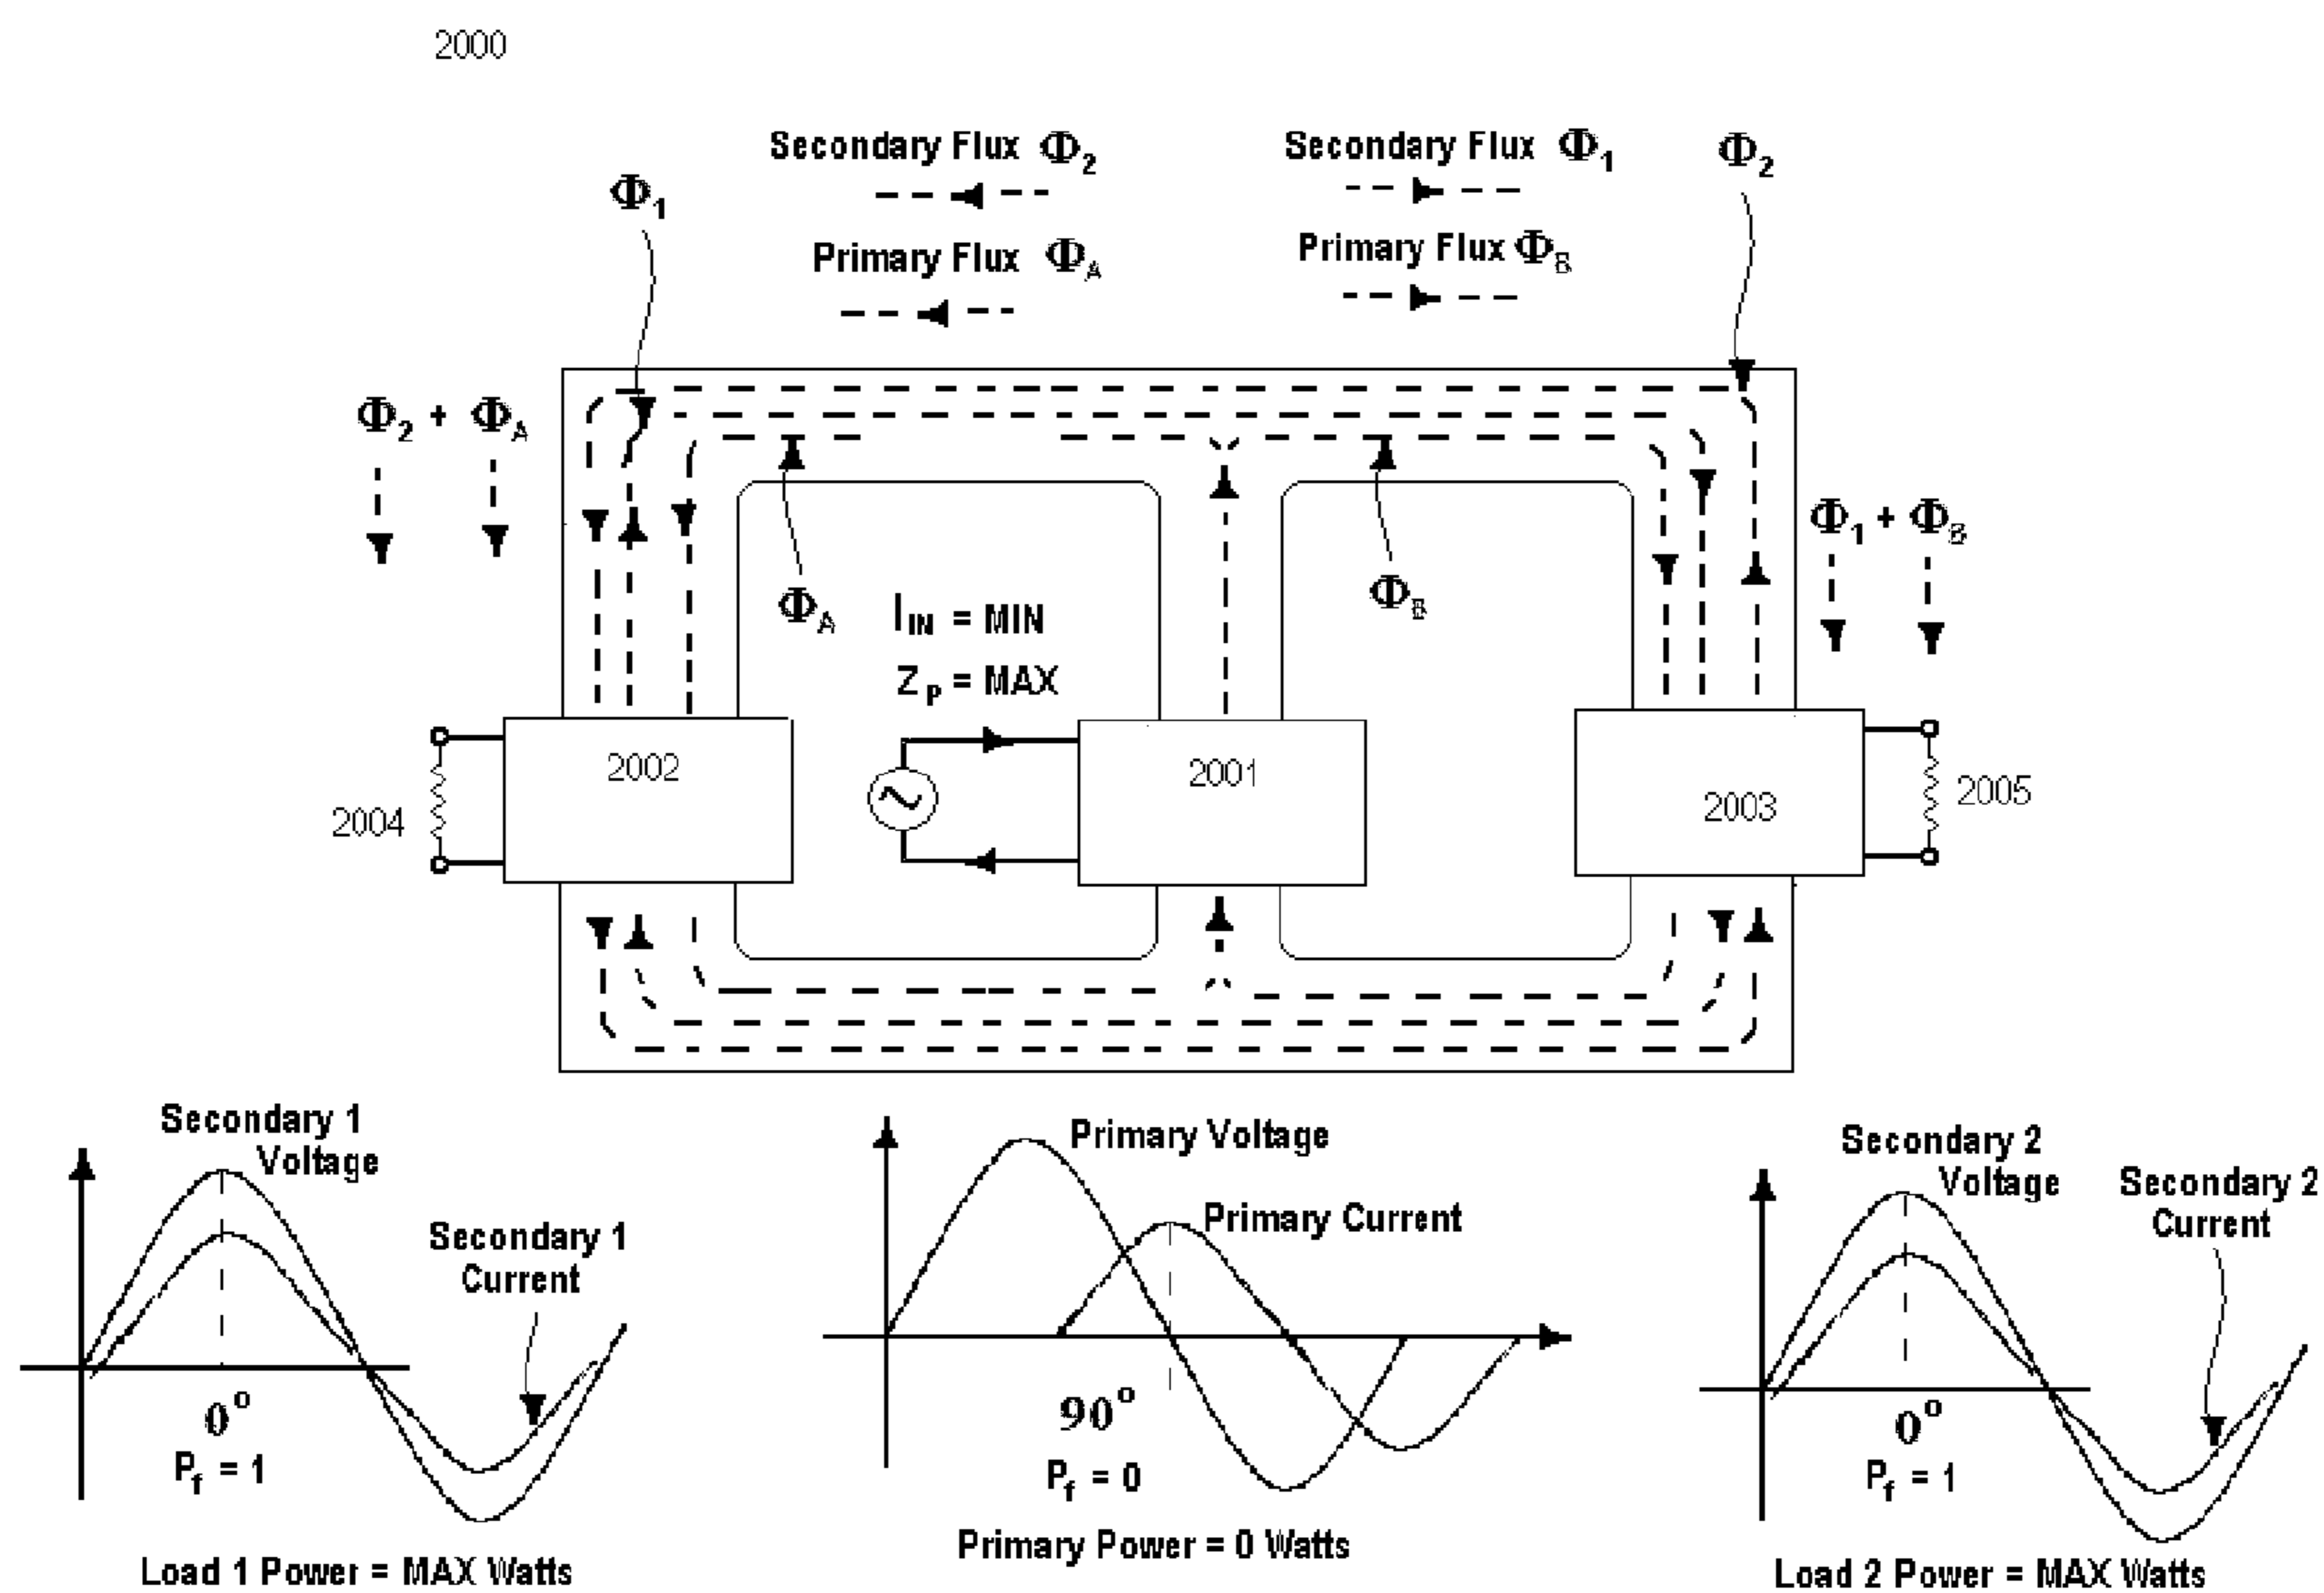 2000
Secondary Flux Φ2
Secondary Flux Φ1
Φ2
Φ1
Primary Flux ΦA
Primary Flux ΦB
Φ2 + ΦA
Φ1 + ΦB
ΦA
IIN = MIN
ΦB
ZP = MAX
2002
2001
2003
2004
2005
Secondary 1
Voltage
Secondary 1
Current
0°
Pf = 1
Load 1 Power = MAX Watts
Primary Voltage
Primary Current
90°
Pf = 0
Primary Power = 0 Watts
Secondary 2
Voltage
Secondary 2
Current
0°
Pf = 1
Load 2 Power = MAX Watts